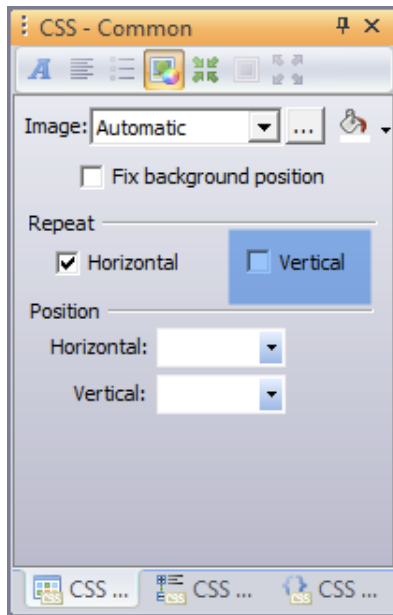 CSS - Common
A
Image: Automatic ...
Fix background position
Repeat
Horizontal Vertical
Position
Horizontal:
Vertical:
CSS ... CSS ... CSS ...